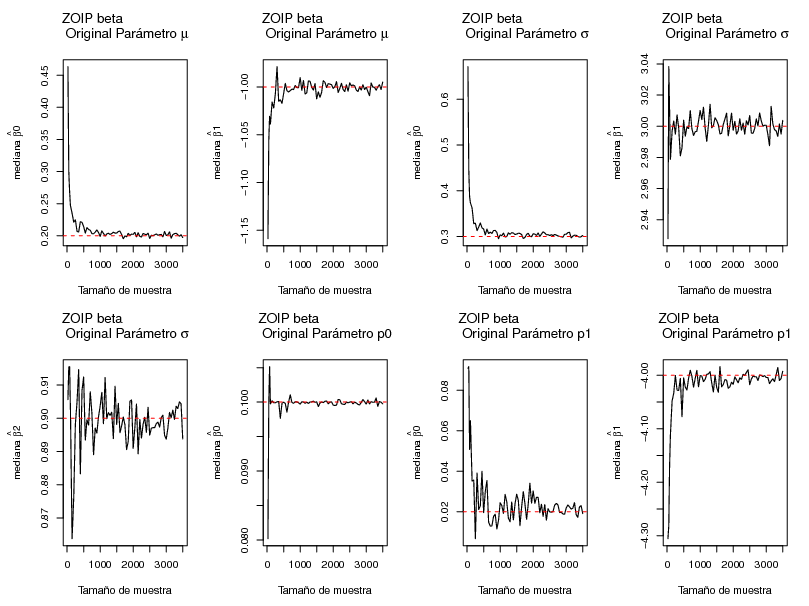 ZOIP beta
Original Parámetro μ
mediana β̂0
0.20 0.25 0.30 0.35 0.40 0.45
0 1000 3000
Tamaño de muestra
ZOIP beta
Original Parámetro μ
mediana β̂1
−1.15 −1.10 −1.05 −1.00
0 1000 3000
Tamaño de muestra
ZOIP beta
Original Parámetro σ
mediana β̂0
0.3 0.4 0.5 0.6
0 1000 3000
Tamaño de muestra
ZOIP beta
Original Parámetro σ
mediana β̂1
2.94 2.96 2.98 3.00 3.02 3.04
0 1000 3000
Tamaño de muestra
ZOIP beta
Original Parámetro σ
mediana β̂2
0.87 0.88 0.89 0.90 0.91
0 1000 3000
Tamaño de muestra
ZOIP beta
Original Parámetro p0
mediana β̂0
0.080 0.090 0.100
0 1000 3000
Tamaño de muestra
ZOIP beta
Original Parámetro p1
mediana β̂0
0.02 0.04 0.06 0.08
0 1000 3000
Tamaño de muestra
ZOIP beta
Original Parámetro p1
mediana β̂1
−4.30 −4.20 −4.10 −4.00
0 1000 3000
Tamaño de muestra